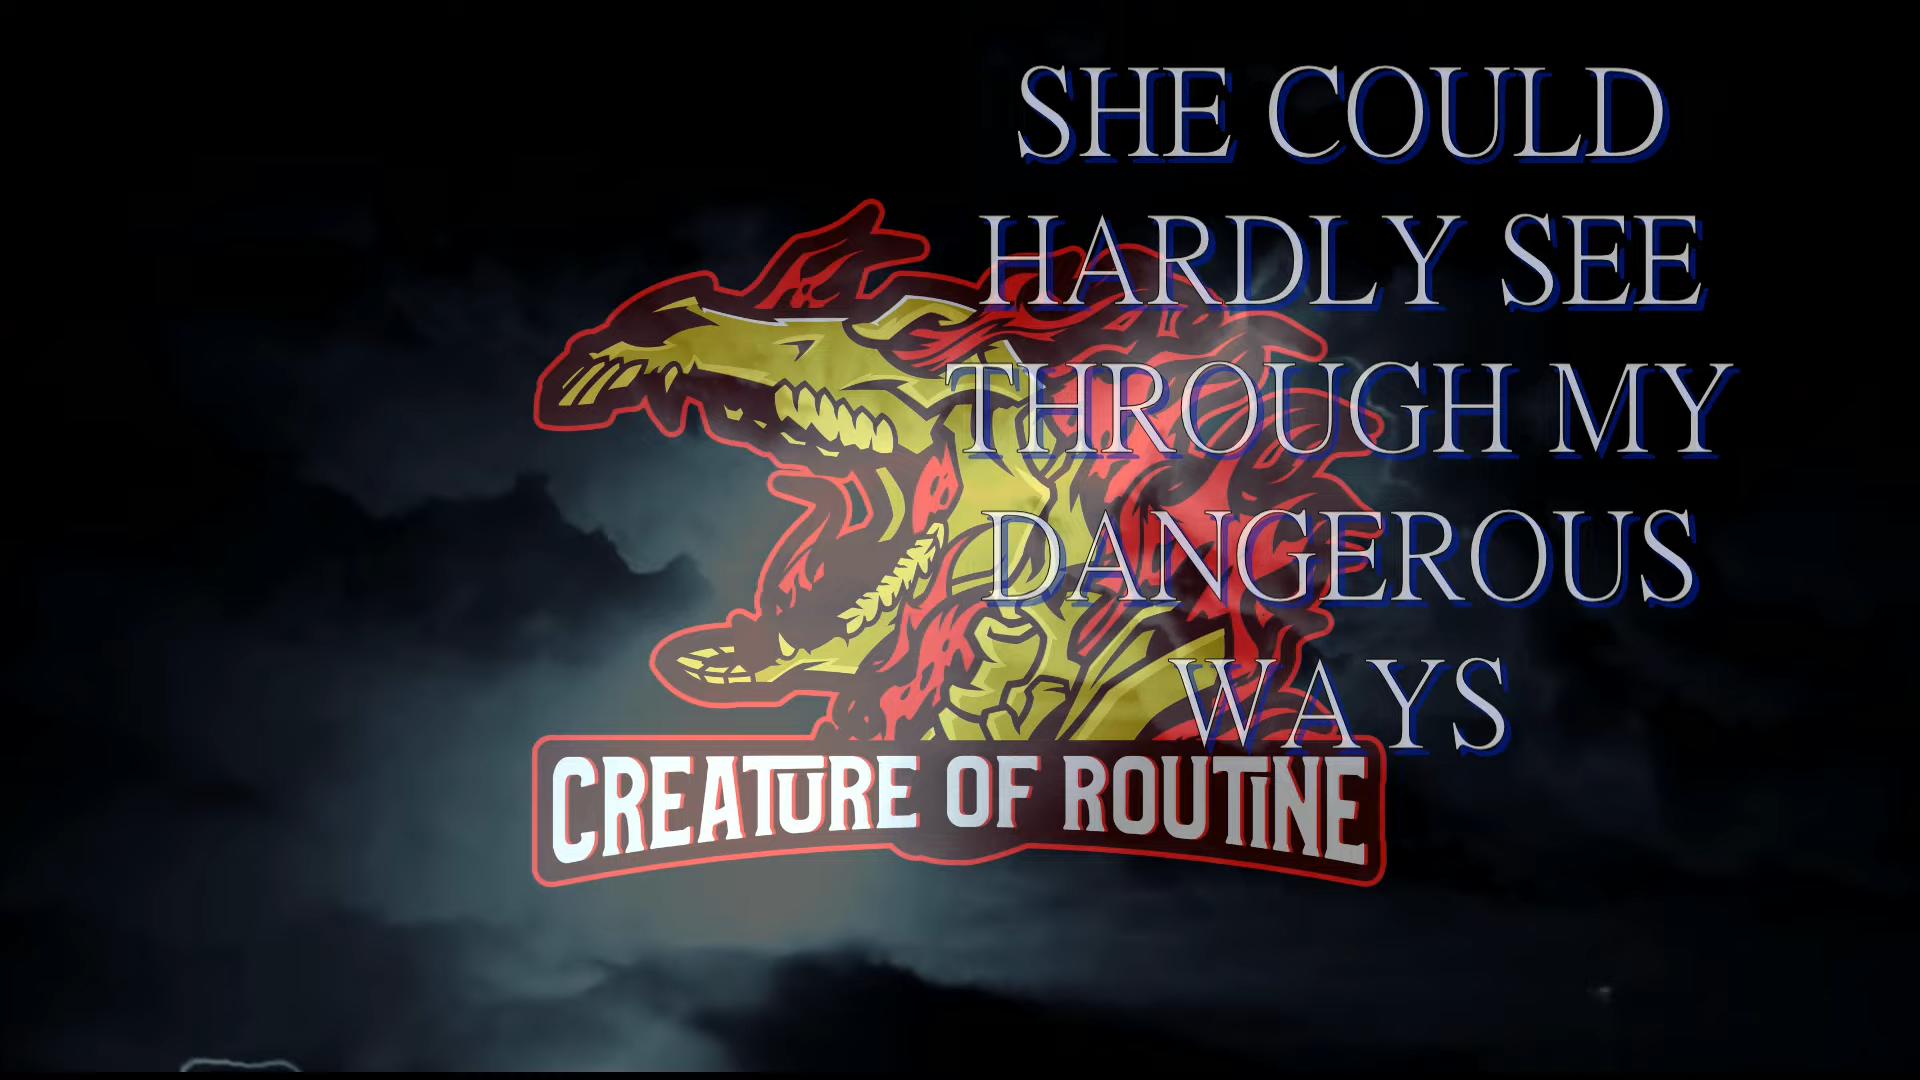 SHE COULD
HARDLY SEE
THROUGH MY
DANGEROUS
WAYS
CREATURE OF ROUTINE